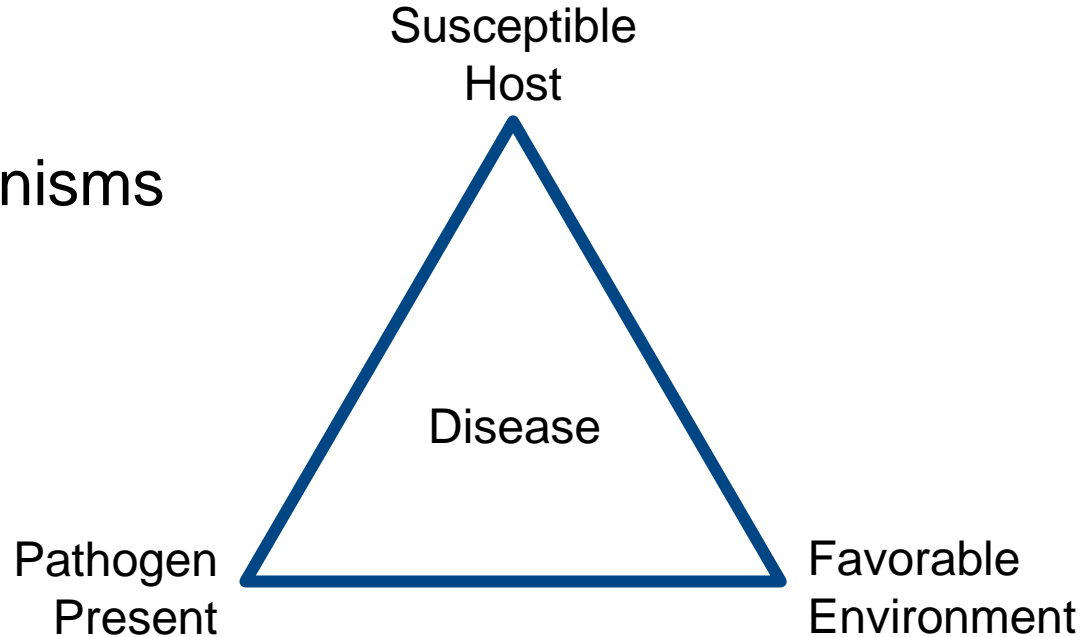 Susceptible
Host
nisms
Disease
Pathogen
Present
Favorable
Environment